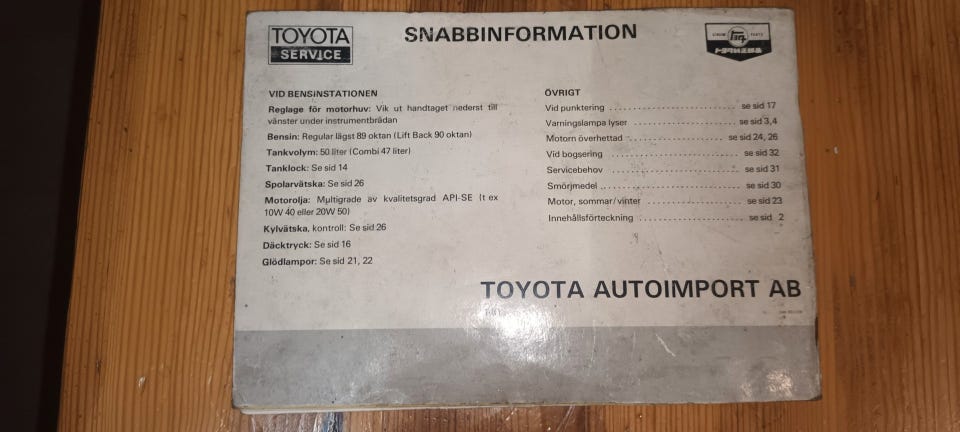 TOYOTA
SERVICE
SNABBINFORMATION
VID BENSINSTATIONEN
Reglage för motorhuv: Vik ut handtaget nederst till
vänster under instrumentbrädan
Bensin: Regular lägst 89 oktan (Lift Back 90 oktan)
Tankvolym: 50 liter (Combi 47 liter)
Tanklock: Se sid 14
Spolarvätska: Se sid 26
Motorolja: Multigrade av kvalitetsgrad API-SE (t ex
10W 40 eller 20W 50)
Kylvätska, kontroll: Se sid 26
Däcktryck: Se sid 16
Glödlampor: Se sid 21, 22
ÖVRIGT
Vid punktering ........................ se sid 17
Varningslampa lyser ................... se sid 3,4
Motorn överhettad ................... se sid 24, 26
Vid bogsering ......................... se sid 32
Servicebehov .......................... se sid 31
Smörjmedel ............................ se sid 30
Motor, sommar/vinter .................. se sid 23
Innehållsförteckning ................... se sid 2
TOYOTA AUTOIMPORT AB